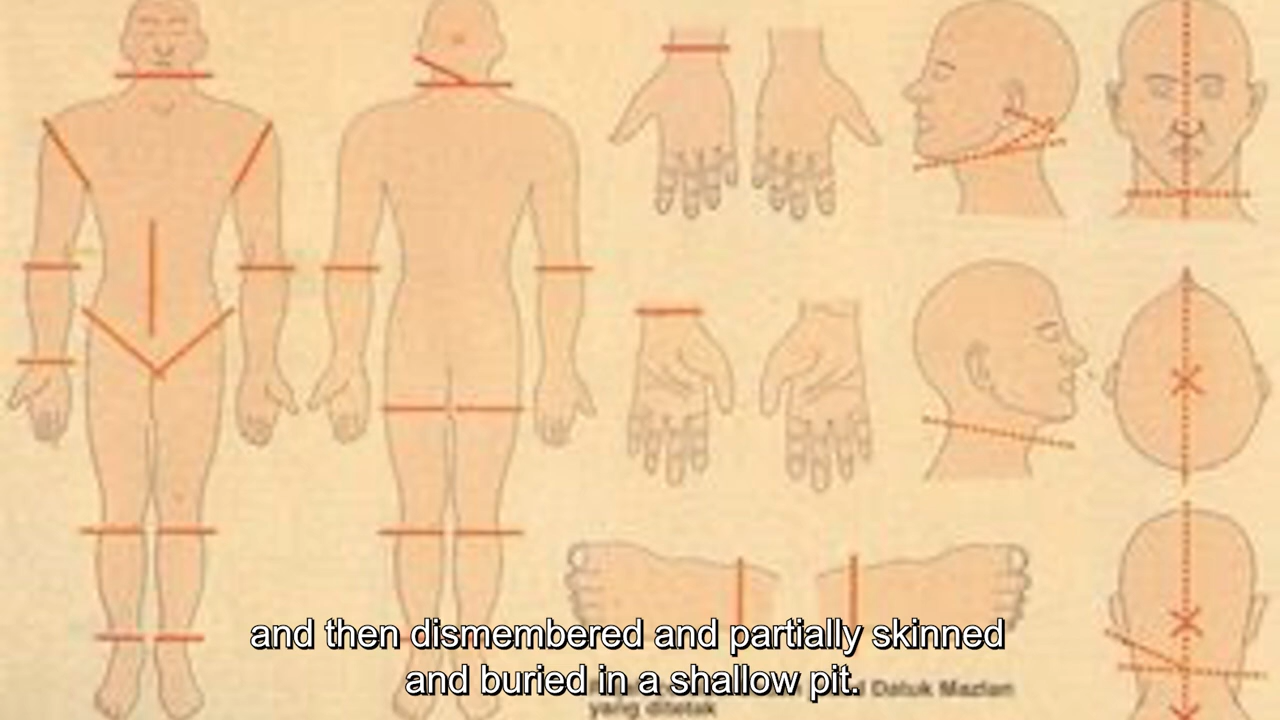 and then dismembered and partially skinned
and buried in a shallow pit.
Datuk Mazlan
yang ditetak